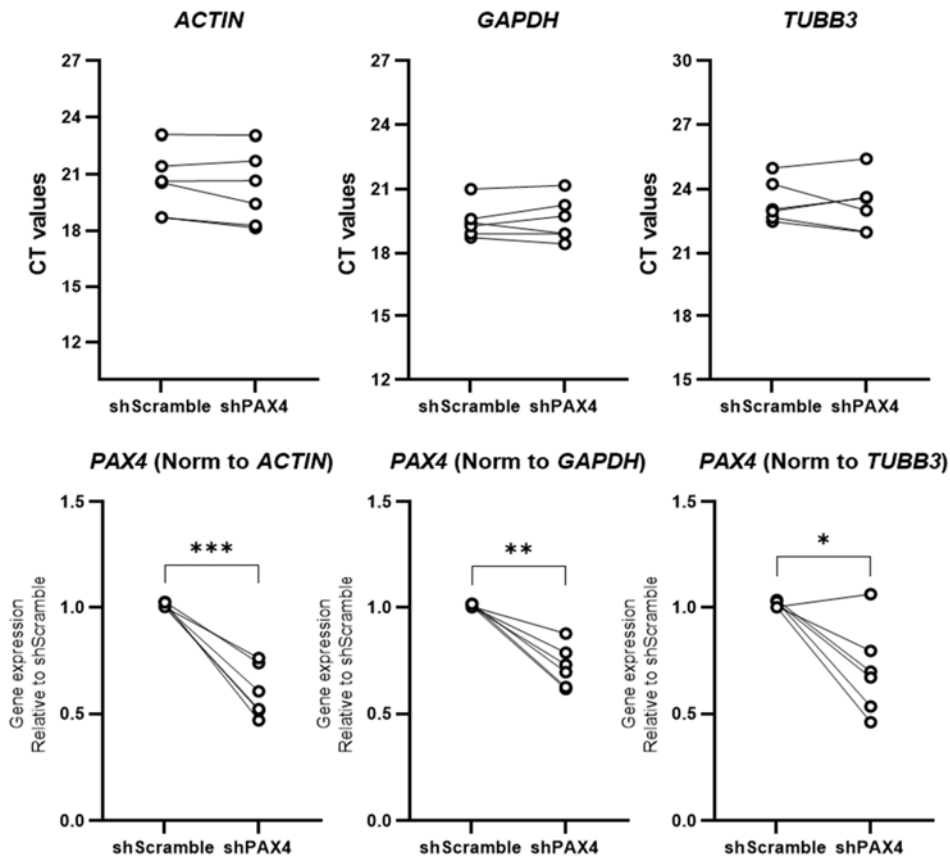 ACTIN GAPDH TUBB3
27 27 30
24 24 27
21 21 24
18 18 21
15 15 18
12 12 15
CT values CT values CT values
shScramble shPAX4 shScramble shPAX4 shScramble shPAX4
PAX4 (Norm to ACTIN) PAX4 (Norm to GAPDH) PAX4 (Norm to TUBB3)
1.5 1.5 1.5
*** ** *
1.0 1.0 1.0
0.5 0.5 0.5
0.0 0.0 0.0
Gene expression Gene expression Gene expression
Relative to shScramble Relative to shScramble Relative to shScramble
shScramble shPAX4 shScramble shPAX4 shScramble shPAX4